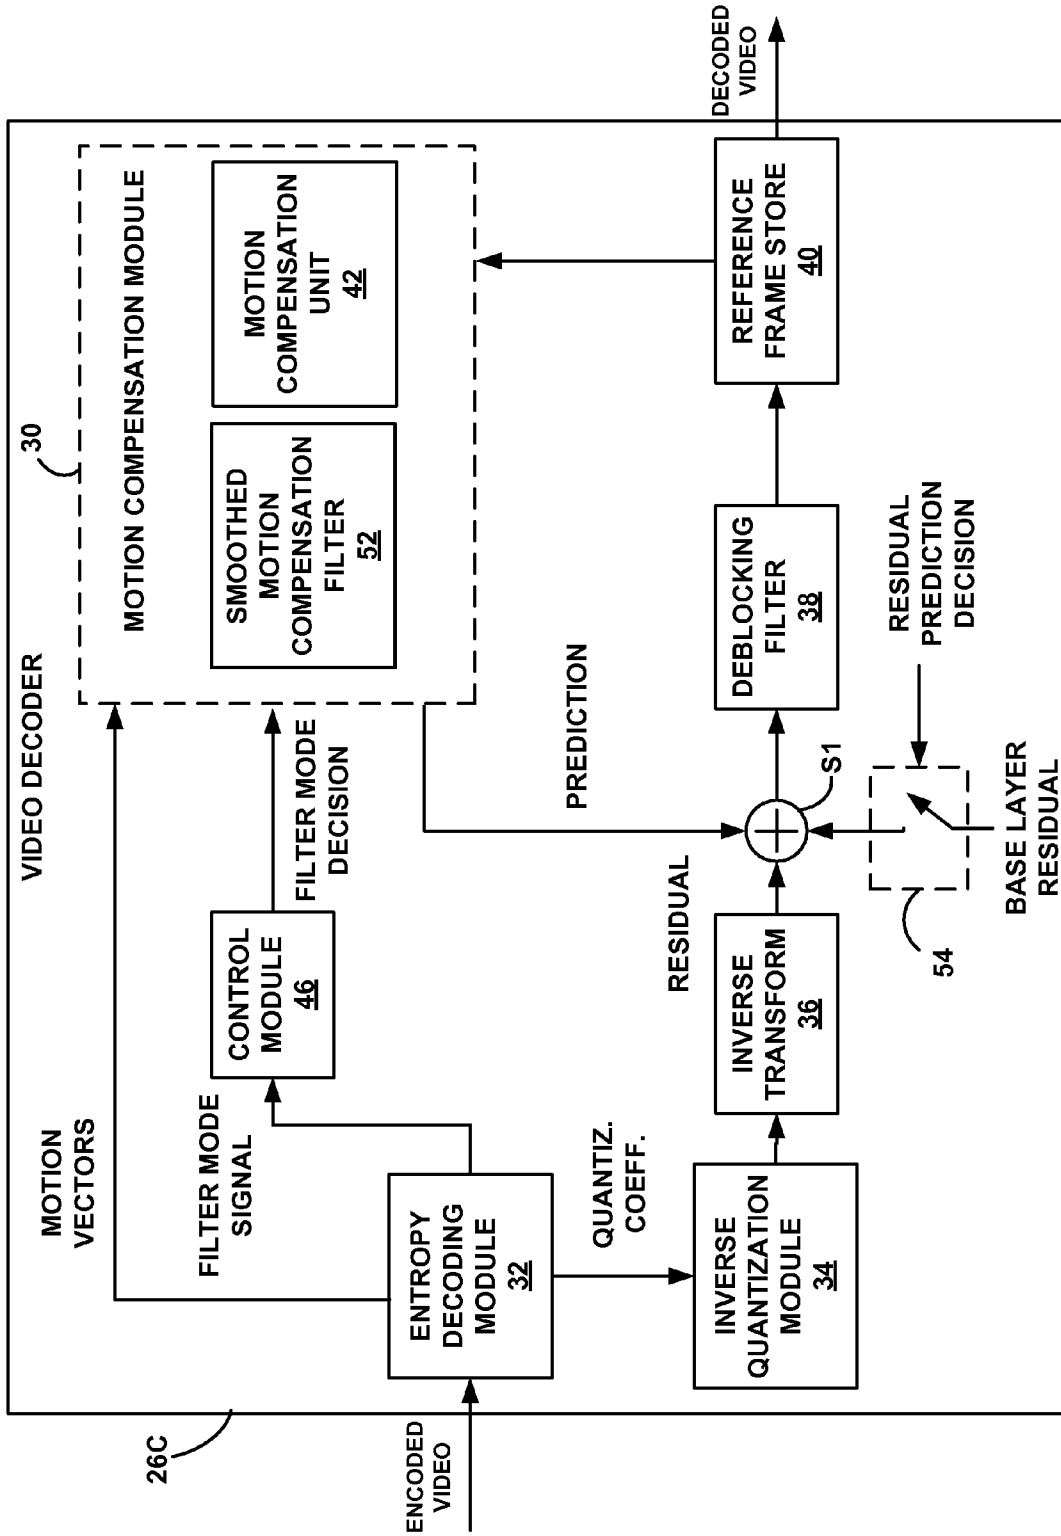 26C
VIDEO DECODER
30
MOTION COMPENSATION MODULE
SMOOTHED
MOTION
COMPENSATION
FILTER
52
MOTION
COMPENSATION
UNIT
42
MOTION
VECTORS
FILTER MODE
SIGNAL
CONTROL
MODULE
46
FILTER MODE
DECISION
ENCODED
VIDEO
ENTROPY
DECODING
MODULE
32
QUANTIZ.
COEFF.
PREDICTION
INVERSE
QUANTIZATION
MODULE
34
INVERSE
TRANSFORM
36
RESIDUAL
S1
DEBLOCKING
FILTER
38
REFERENCE
FRAME STORE
40
DECODED
VIDEO
54
RESIDUAL
PREDICTION
DECISION
BASE LAYER
RESIDUAL